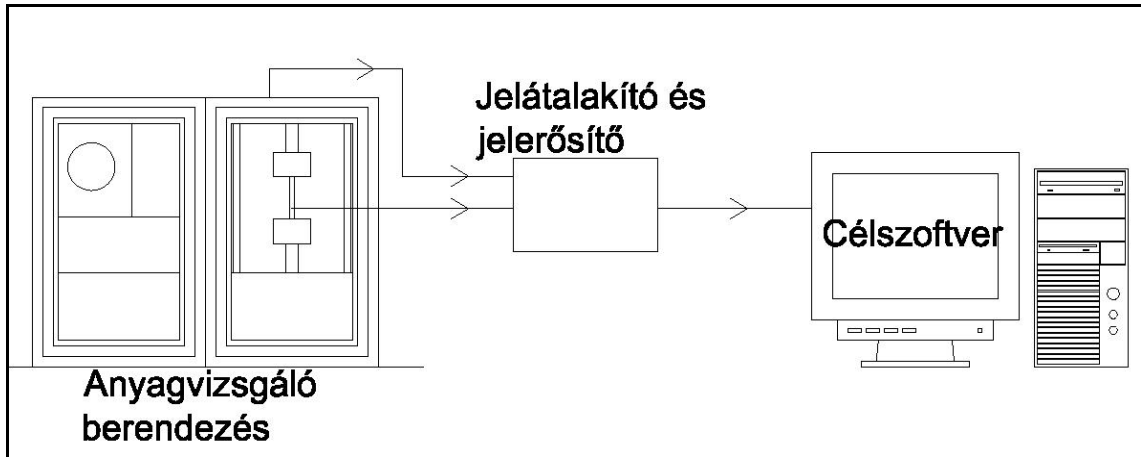 Jelátalakító és
jelerősítő
Célszoftver
Anyagvizsgáló
berendezés